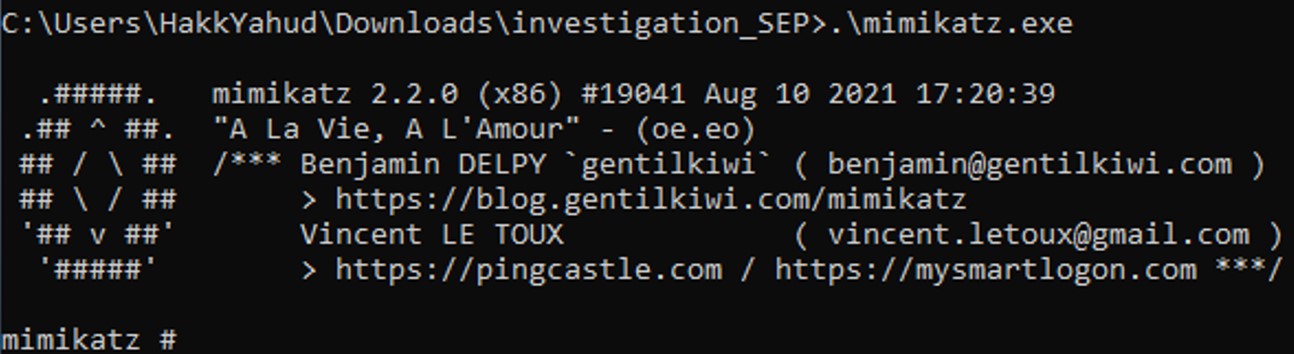 C:\Users\HakkYahud\Downloads\investigation_SEP>.\mimikatz.exe
  .#####.   mimikatz 2.2.0 (x86) #19041 Aug 10 2021 17:20:39
 .## ^ ##.  "A La Vie, A L'Amour" - (oe.eo)
 ## / \ ##  /*** Benjamin DELPY `gentilkiwi` ( benjamin@gentilkiwi.com )
 ## \ / ##       > https://blog.gentilkiwi.com/mimikatz
 '## v ##'       Vincent LE TOUX             ( vincent.letoux@gmail.com )
  '#####'        > https://pingcastle.com / https://mysmartlogon.com ***/
mimikatz #